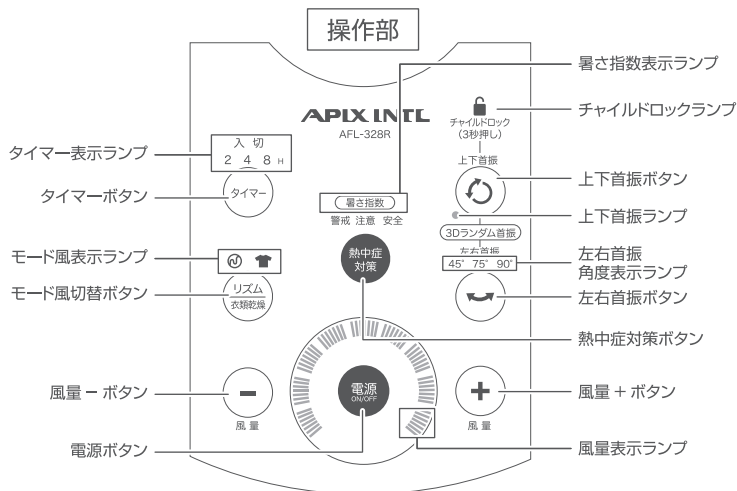 操作部
暑さ指数表示ランプ
チャイルドロックランプ
APIX INTL
AFL-328R
チャイルドロック
(3秒押し)
上下首振
タイマー表示ランプ
入 切
2 4 8 H
タイマーボタン
タイマー
上下首振ボタン
暑さ指数
警戒 注意 安全
上下首振ランプ
3Dランダム首振
左右首振
45° 75° 90°
左右首振
角度表示ランプ
モード風表示ランプ
熱中症
対策
モード風切替ボタン
リズム
衣類乾燥
左右首振ボタン
熱中症対策ボタン
風量 − ボタン
−
風量
電源
ON/OFF
+
風量
風量 + ボタン
電源ボタン
風量表示ランプ